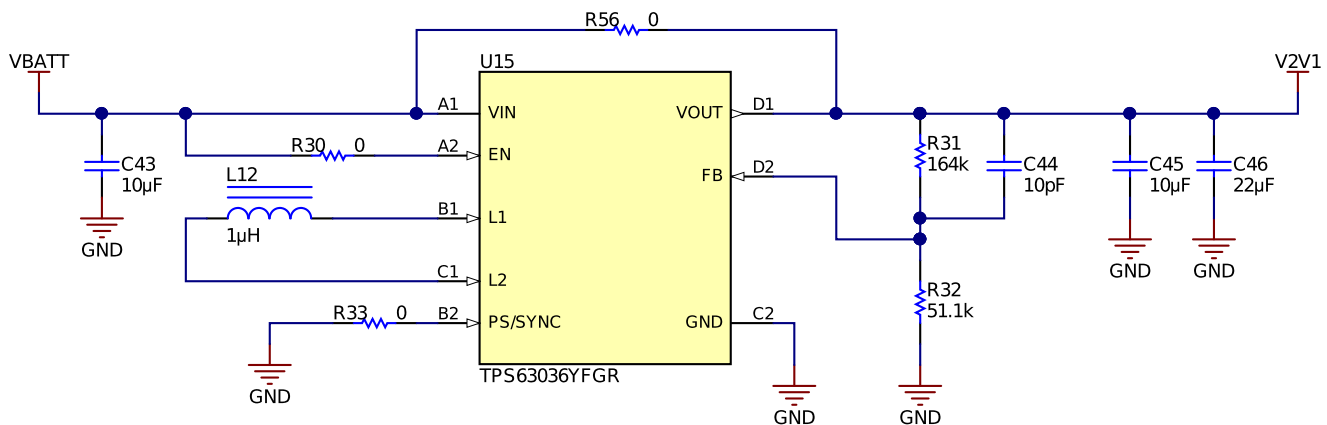 R56 0
VBATT
U15
V2V1
A1 VIN
VOUT D1
R30 0
A2 EN
R31
164k
C43
10µF
C44
10pF
C45
10µF
C46
22µF
L12
FB D2
B1 L1
1µH
GND
GND
GND
C1 L2
R32
51.1k
R33 0
B2 PS/SYNC
GND C2
TPS63036YFGR
GND
GND
GND